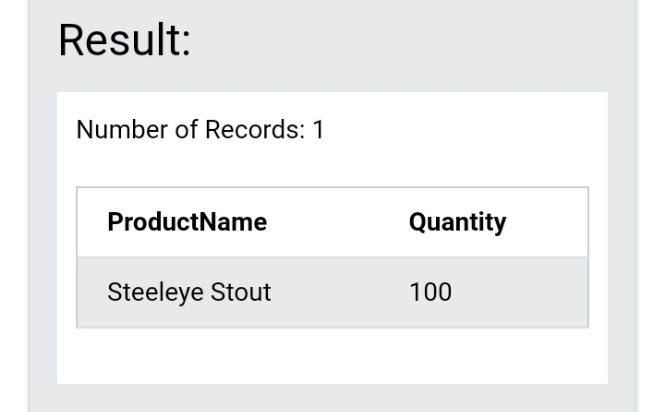 Result:
Number of Records: 1
ProductName Quantity
Steeleye Stout 100